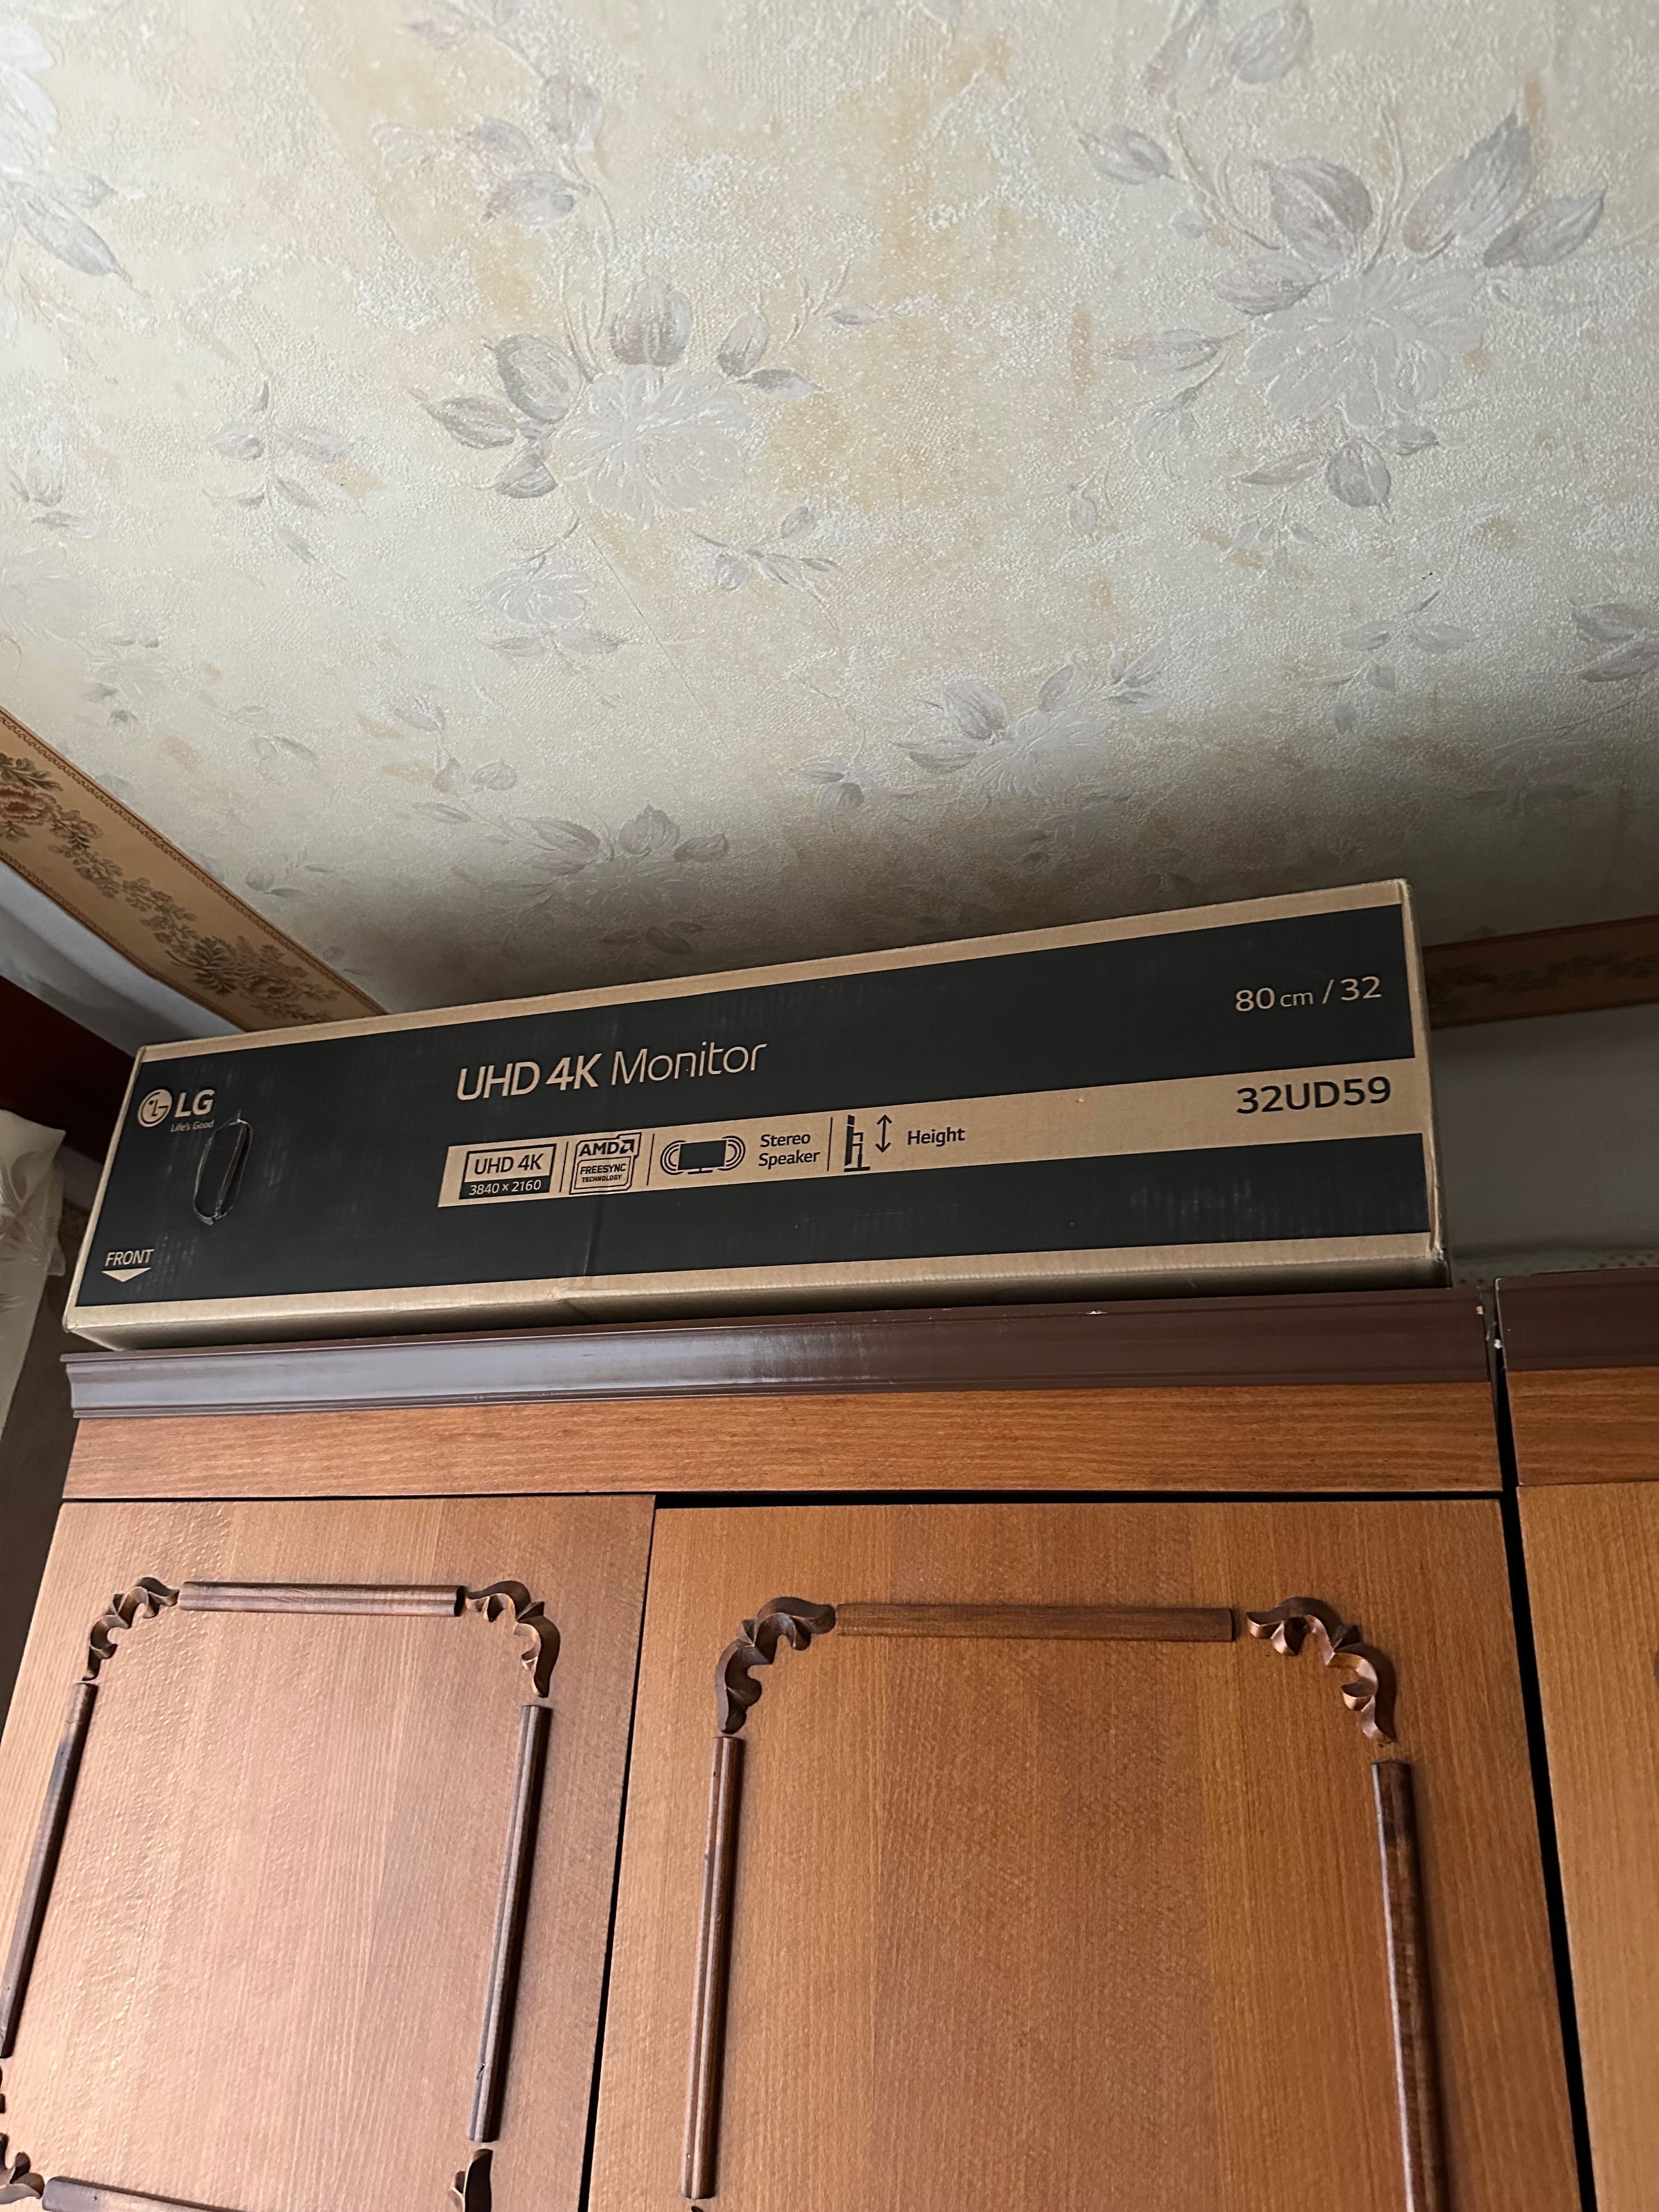 80 cm / 32
UHD 4K Monitor
LG
Life's Good
32UD59
UHD 4K
3840 x 2160
AMD
FREESYNC
TECHNOLOGY
Stereo
Speaker
Height
FRONT